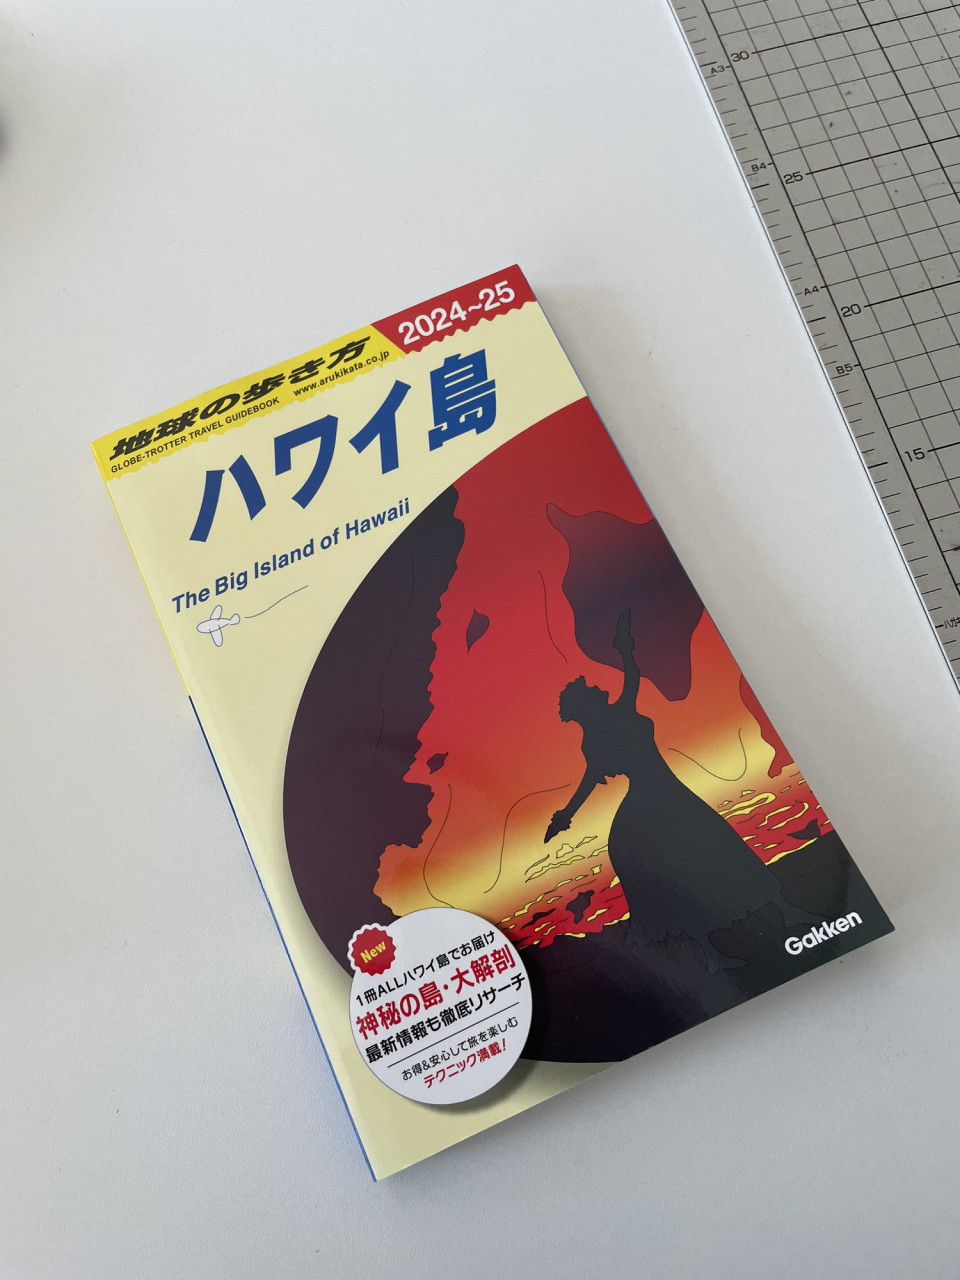 地球の歩き方
GLOBE-TROTTER TRAVEL GUIDEBOOK
www.arukikata.co.jp
2024~25
ハワイ島
The Big Island of Hawaii
New
1冊ALLハワイ島でお届け
神秘の島・大解剖
最新情報も徹底リサーチ
お得&安心して旅を楽しむ
テクニック満載!
Gakken
A3
30
B4
25
A4
20
B5
15
ハガキ